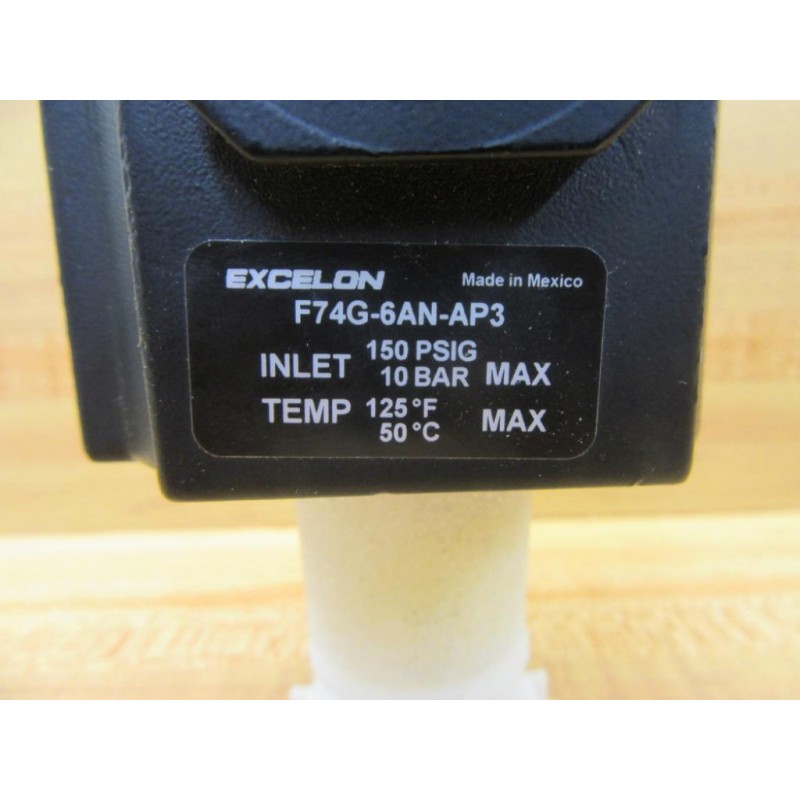 EXCELON Made in Mexico
F74G-6AN-AP3
INLET 150 PSIG 10 BAR MAX
TEMP 125°F 50°C MAX